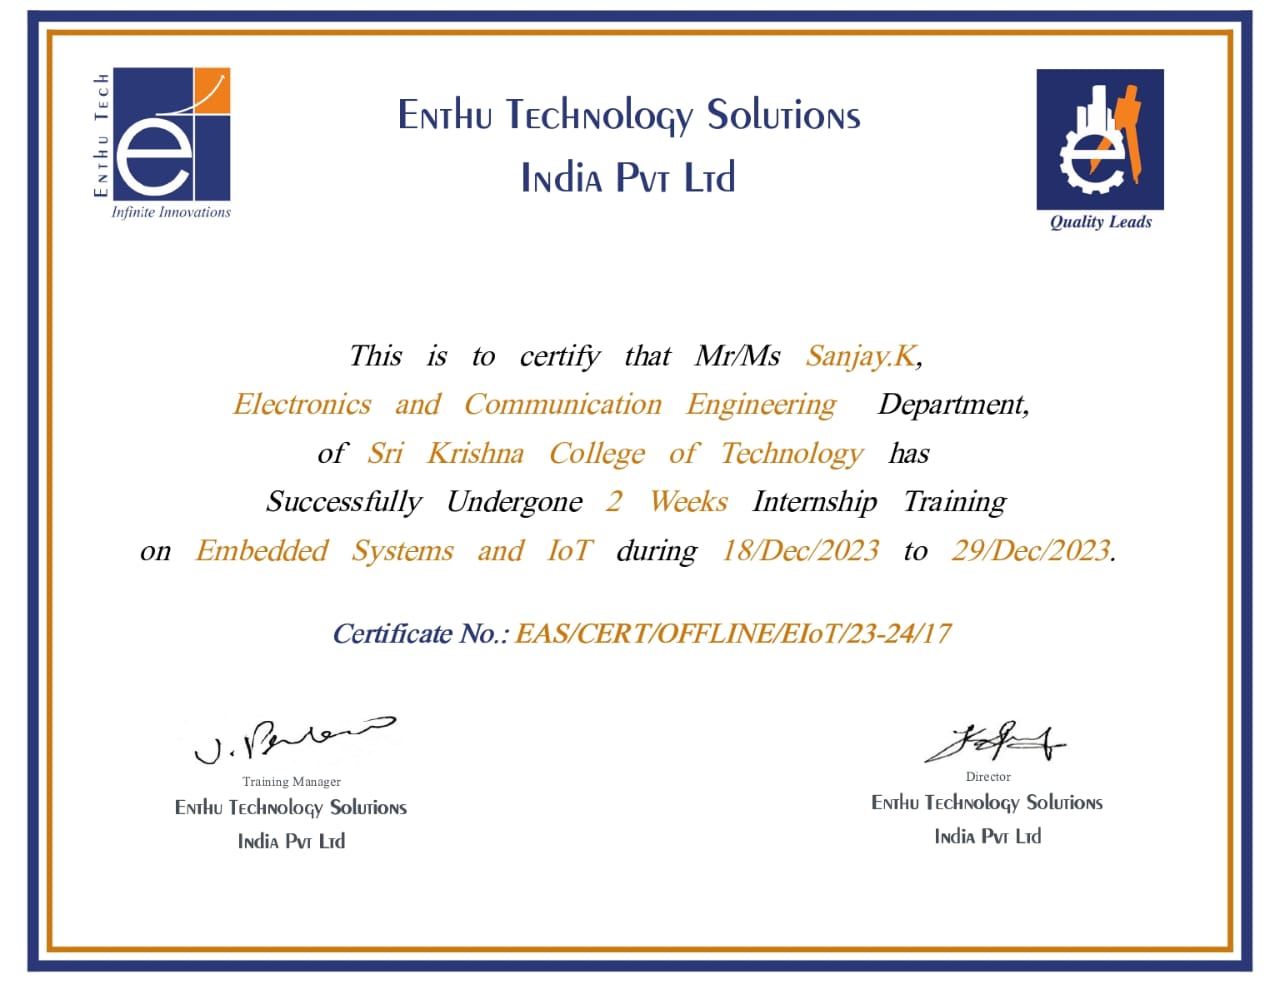 Enthu Tech
Infinite Innovations
Enthu Technology Solutions
India Pvt Ltd
Quality Leads
This is to certify that Mr/Ms Sanjay.K,
Electronics and Communication Engineering Department,
of Sri Krishna College of Technology has
Successfully Undergone 2 Weeks Internship Training
on Embedded Systems and IoT during 18/Dec/2023 to 29/Dec/2023.
Certificate No.: EAS/CERT/OFFLINE/EIoT/23-24/17
Training Manager
Enthu Technology Solutions
India Pvt Ltd
Director
Enthu Technology Solutions
India Pvt Ltd